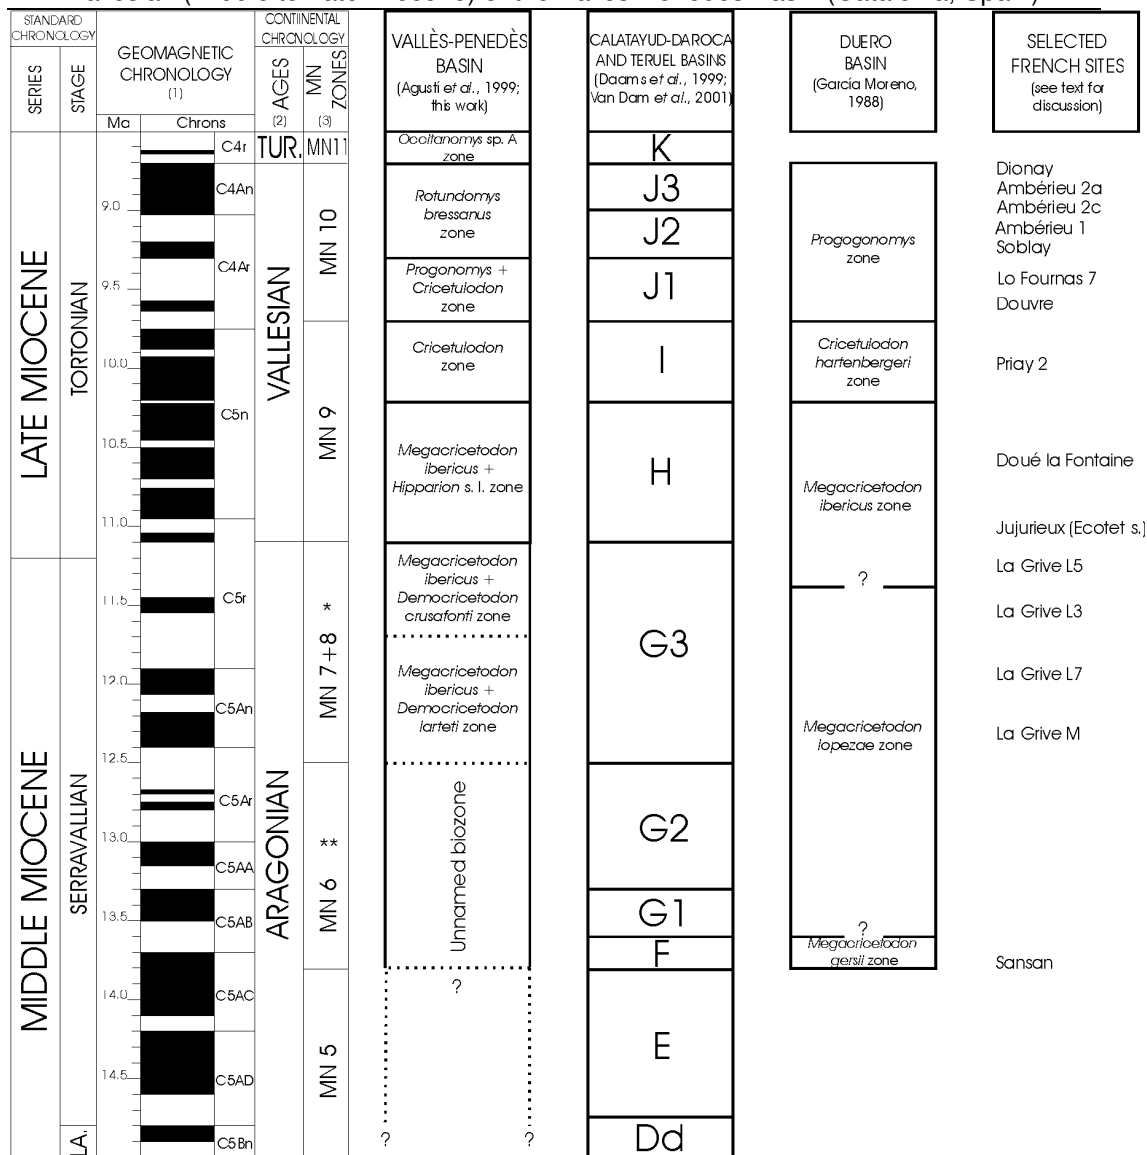 STANDARD
CHRONOLOGY
SERIES
STAGE
GEOMAGNETIC
CHRONOLOGY
(1)
Ma
Chrons
CONTINENTAL
CHRONOLOGY
AGES
(2)
MN
ZONES
(3)
VALLÈS-PENEDÈS
BASIN
(Agustí et al., 1999;
this work)
CALATAYUD-DAROCA
AND TERUEL BASINS
(Daams et al., 1999;
Van Dam et al., 2001)
DUERO
BASIN
(García Moreno,
1988)
SELECTED
FRENCH SITES
(see text for
discussion)
LATE MIOCENE
MIDDLE MIOCENE
TORTONIAN
SERRAVALLIAN
LA.
9.0
9.5
10.0
10.5
11.0
11.5
12.0
12.5
13.0
13.5
14.0
14.5
C4r
C4An
C4Ar
C5n
C5r
C5An
C5Ar
C5AA
C5AB
C5AC
C5AD
C5Bn
TUR.
VALLESIAN
ARAGONIAN
MN11
MN 10
MN 9
MN 7+8 *
MN 6 **
MN 5
Occitanomys sp. A
zone
Rotundomys
bressanus
zone
Progonomys +
Cricetulodon
zone
Cricetulodon
zone
Megacricetodon
ibericus +
Hipparion s. l. zone
Megacricetodon
ibericus +
Democricetodon
crusafonti zone
Megacricetodon
ibericus +
Democricetodon
larteti zone
Unnamed biozone
?
?
?
K
J3
J2
J1
I
H
G3
G2
G1
F
E
Dd
Progogonomys
zone
Cricetulodon
hartenbergeri
zone
Megacricetodon
ibericus zone
?
Megacricetodon
lopezae zone
?
Megacricetodon
gersii zone
Dionay
Ambérieu 2a
Ambérieu 2c
Ambérieu 1
Soblay
Lo Fournas 7
Douvre
Priay 2
Doué la Fontaine
Jujurieux (Ecotet s.)
La Grive L5
La Grive L3
La Grive L7
La Grive M
Sansan